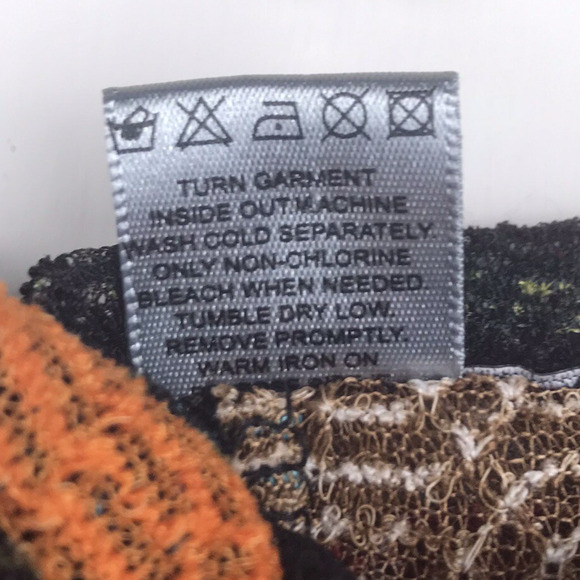 TURN GARMENT
INSIDE OUT.MACHINE
WASH COLD SEPARATELY.
ONLY NON-CHLORINE
BLEACH WHEN NEEDED.
TUMBLE DRY LOW.
REMOVE PROMPTLY.
WARM IRON ON